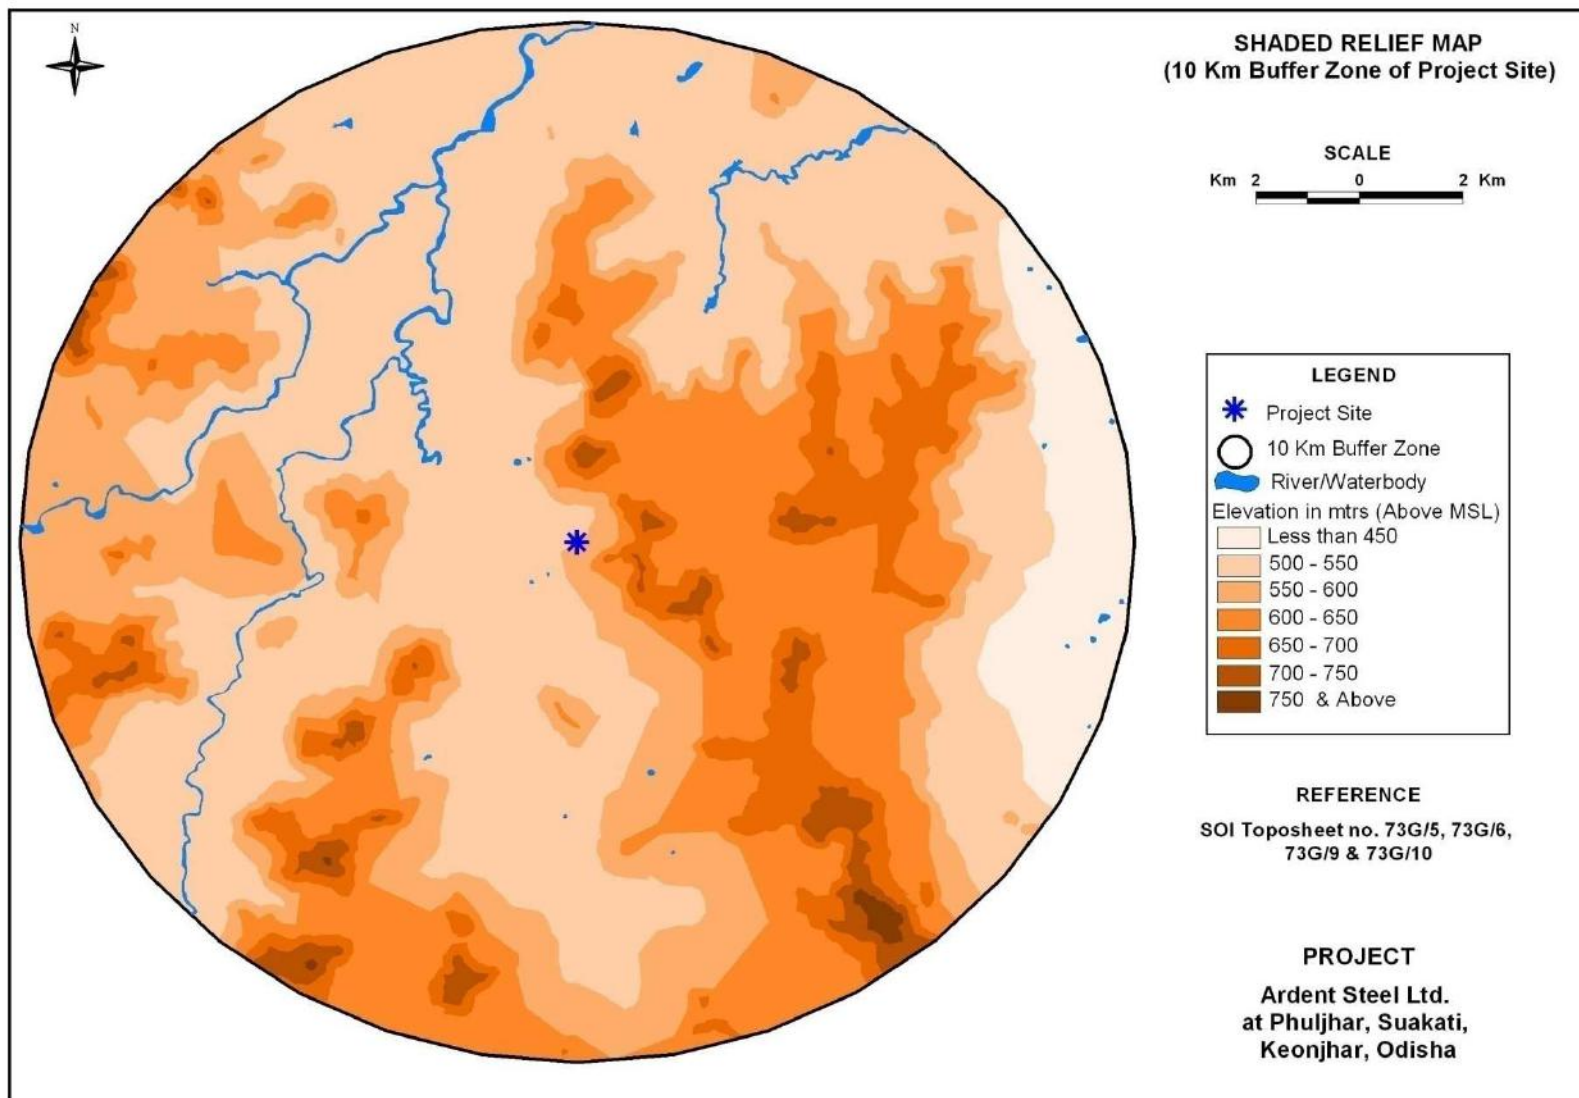 N
SHADED RELIEF MAP
(10 Km Buffer Zone of Project Site)
SCALE
Km 2 0 2 Km
LEGEND
Project Site
10 Km Buffer Zone
River/Waterbody
Elevation in mtrs (Above MSL)
Less than 450
500 - 550
550 - 600
600 - 650
650 - 700
700 - 750
750 & Above
REFERENCE
SOI Toposheet no. 73G/5, 73G/6,
73G/9 & 73G/10
PROJECT
Ardent Steel Ltd.
at Phuljhar, Suakati,
Keonjhar, Odisha